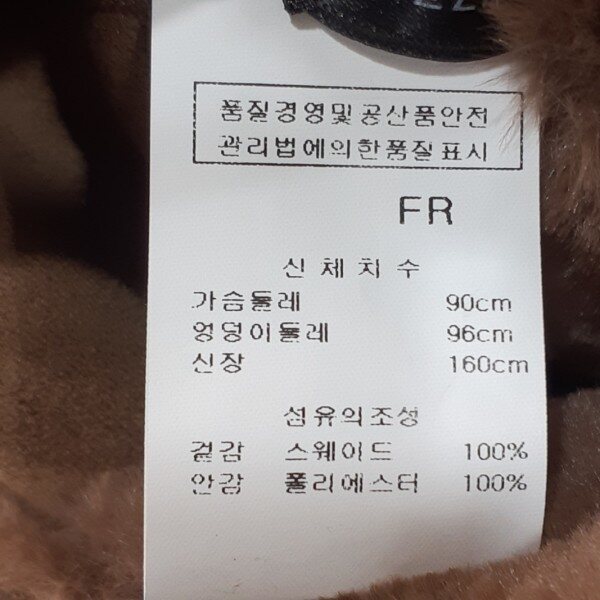 품질경영및공산품안전
관리법에의한품질표시
FR
신체치수
가슴둘레 90cm
엉덩이둘레 96cm
신장 160cm
섬유의조성
겉감 스웨이드 100%
안감 폴리에스터 100%